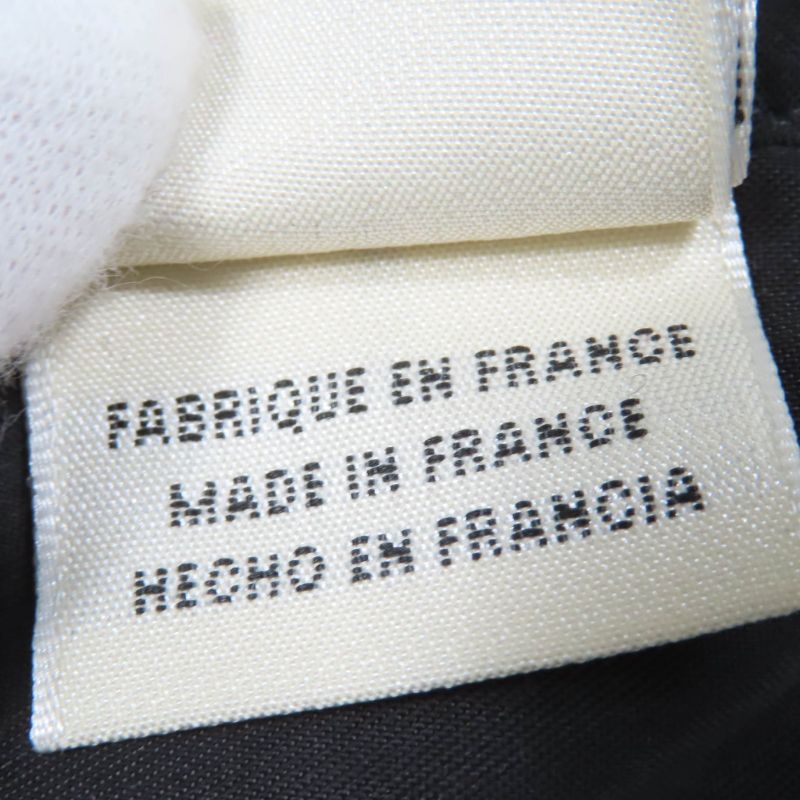 FABRIQUE EN FRANCE
MADE IN FRANCE
HECHO EN FRANCIA